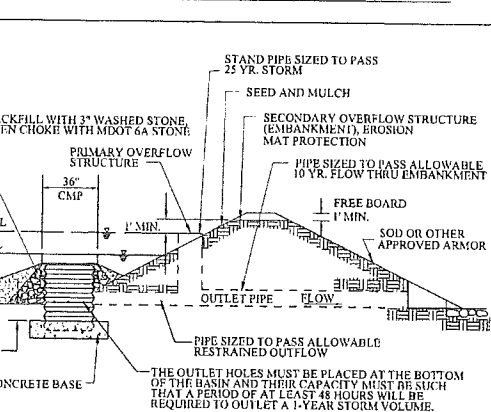 STAND PIPE SIZED TO PASS
25 YR. STORM
SEED AND MULCH
CKFILL WITH 3" WASHED STONE,
EN CHOKE WITH MDOT 6A STONE
SECONDARY OVERFLOW STRUCTURE
(EMBANKMENT), EROSION
MAT PROTECTION
PRIMARY OVERFLOW
STRUCTURE
PIPE SIZED TO PASS ALLOWABLE
10 YR. FLOW THRU EMBANKMENT
36"
CMP
FREE BOARD
1' MIN.
1' MIN.
SOD OR OTHER
APPROVED ARMOR
OUTLET PIPE
FLOW
PIPE SIZED TO PASS ALLOWABLE
RESTRAINED OUTFLOW
THE OUTLET HOLES MUST BE PLACED AT THE BOTTOM
OF THE BASIN AND THEIR CAPACITY MUST BE SUCH
THAT A PERIOD OF AT LEAST 48 HOURS WILL BE
REQUIRED TO OUTLET A 1-YEAR STORM VOLUME.
ONCRETE BASE